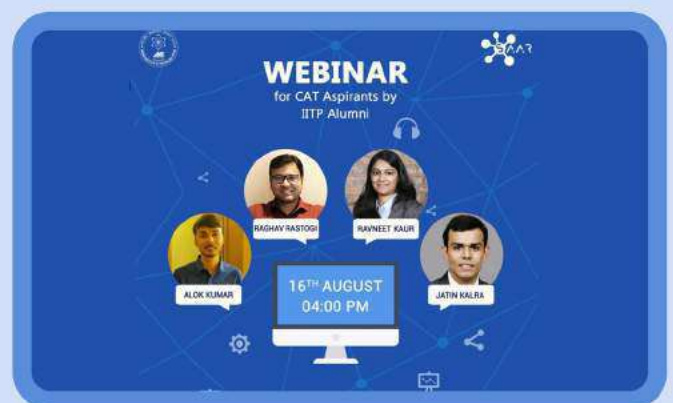 SAAR
WEBINAR
for CAT Aspirants by
IITP Alumni
RAGHAV RASTOGI
RAVNEET KAUR
ALOK KUMAR
JATIN KALRA
16TH AUGUST
04:00 PM